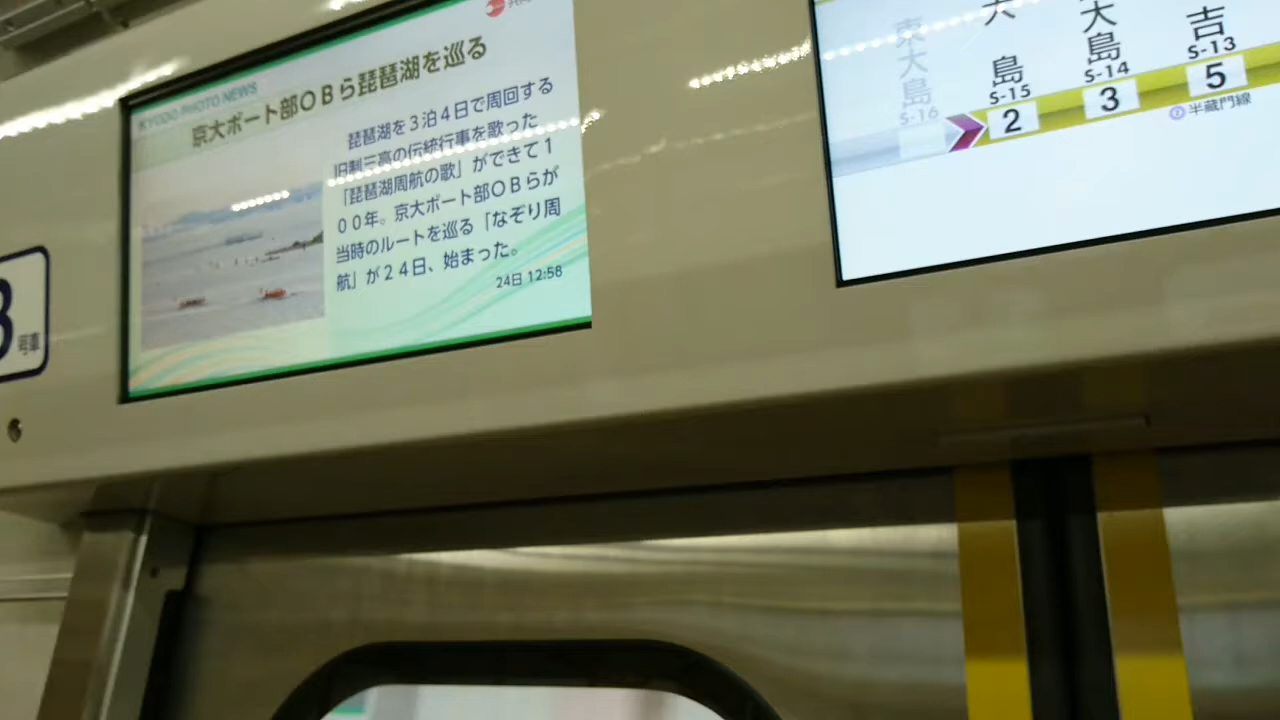 KYODO PHOTO NEWS
京大ボート部OBら琵琶湖を巡る
琵琶湖を3泊4日で周回する
旧制三高の伝統行事を歌った
「琵琶湖周航の歌」ができて1
00年。京大ボート部OBらが
当時のルートを巡る「なぞり周
航」が24日、始まった。
24日 12:58
号車
東大島
S-16
大島
S-15
2
大島
S-14
3
吉
S-13
5
半蔵門線